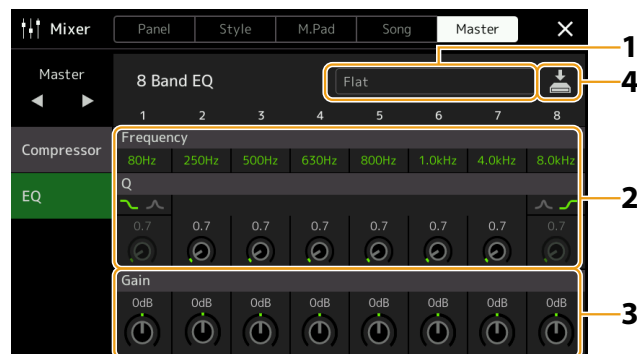 Mixer Panel Style M.Pad Song Master
1
Master 8 Band EQ Flat 4
1 2 3 4 5 6 7 8
Compressor
Frequency
80Hz 250Hz 500Hz 630Hz 800Hz 1.0kHz 4.0kHz 8.0kHz
EQ
Q
2
0.7 0.7 0.7 0.7 0.7 0.7 0.7 0.7
Gain
0dB 0dB 0dB 0dB 0dB 0dB 0dB 0dB
3